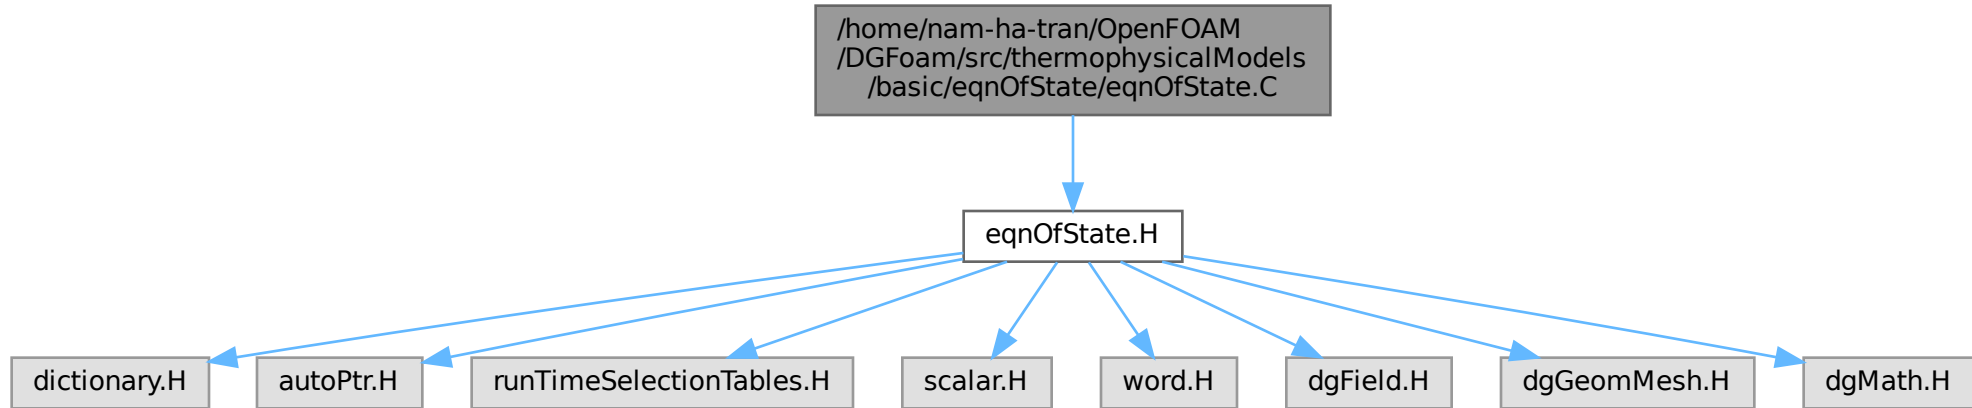 /home/nam-ha-tran/OpenFOAM
/DGFoam/src/thermophysicalModels
/basic/eqnOfState/eqnOfState.C
eqnOfState.H
dictionary.H
autoPtr.H
runTimeSelectionTables.H
scalar.H
word.H
dgField.H
dgGeomMesh.H
dgMath.H